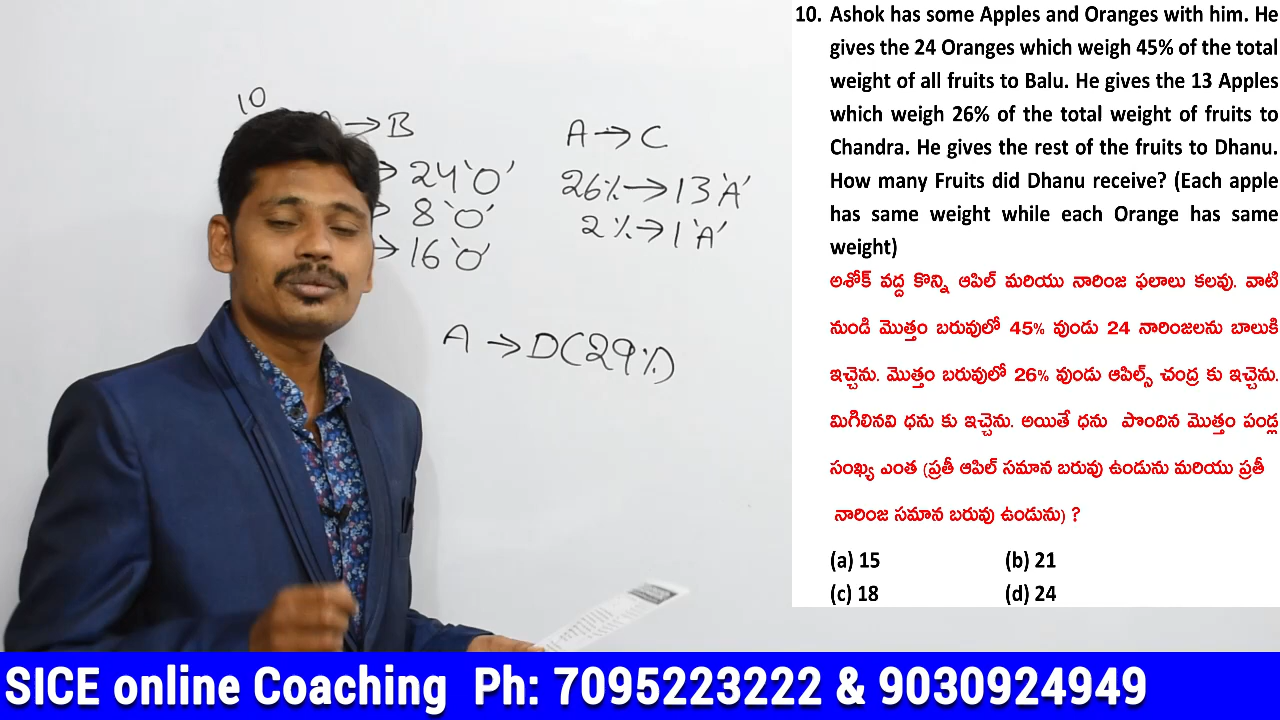 10
→ B
→ 24 'O'
→ 8 'O'
→ 16 'O'
A → C
26% → 13 'A'
2% → 1 'A'
A → D (29%)
10. Ashok has some Apples and Oranges with him. He
gives the 24 Oranges which weigh 45% of the total
weight of all fruits to Balu. He gives the 13 Apples
which weigh 26% of the total weight of fruits to
Chandra. He gives the rest of the fruits to Dhanu.
How many Fruits did Dhanu receive? (Each apple
has same weight while each Orange has same
weight)
అశోక్ వద్ద కొన్ని ఆపిల్ మరియు నారింజ ఫలాలు కలవు. వాటి
నుండి మొత్తం బరువులో 45% వుండు 24 నారింజలను బాలుకి
ఇచ్చెను. మొత్తం బరువులో 26% వుండు ఆపిల్స్ చంద్ర కు ఇచ్చెను.
మిగిలినవి ధను కు ఇచ్చెను. అయితే ధను పొందిన మొత్తం పండ్ల
సంఖ్య ఎంత (ప్రతీ ఆపిల్ సమాన బరువు ఉండును మరియు ప్రతీ
నారింజ సమాన బరువు ఉండును) ?
(a) 15 (b) 21
(c) 18 (d) 24
SICE online Coaching Ph: 7095223222 & 9030924949